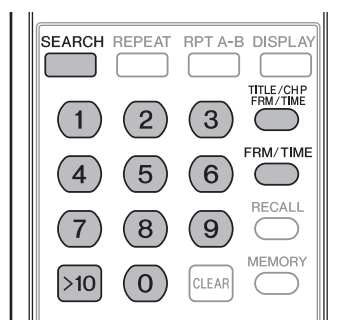 SEARCH REPEAT RPT A-B DISPLAY
TITLE/CHP
FRM/TIME
1 2 3
FRM/TIME
4 5 6
RECALL
7 8 9
MEMORY
>10 0 CLEAR